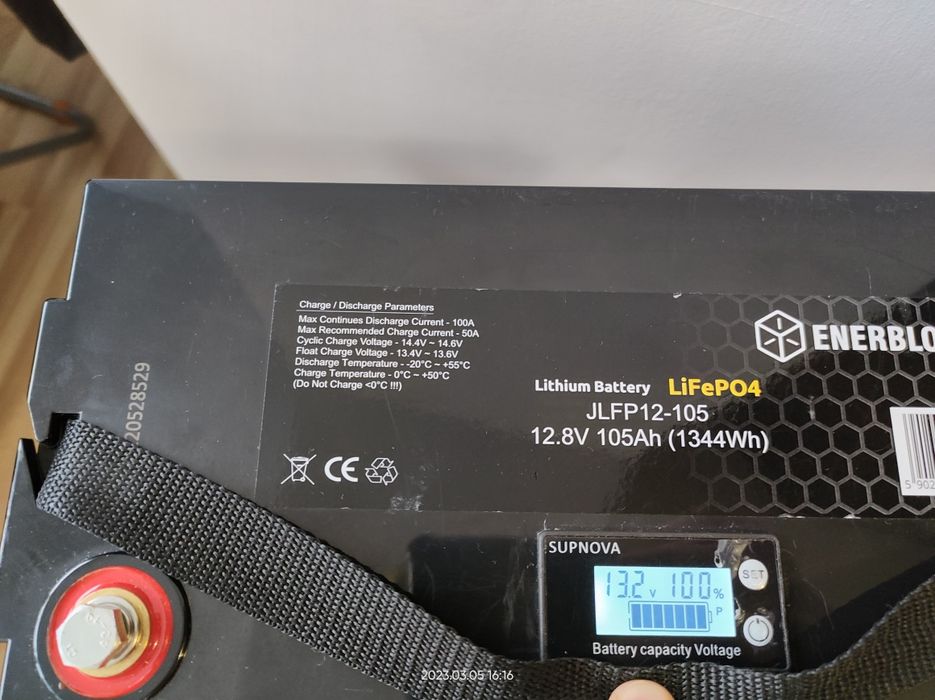 Charge / Discharge Parameters
Max Continues Discharge Current - 100A
Max Recommended Charge Current - 50A
Cyclic Charge Voltage - 14.4V ~ 14.6V
Float Charge Voltage - 13.4V ~ 13.6V
Discharge Temperature - -20°C ~ +55°C
Charge Temperature - 0°C ~ +50°C
(Do Not Charge <0°C !!!)
ENERBLO
20528529
Lithium Battery LiFePO4
JLFP12-105
12.8V 105Ah (1344Wh)
CE
5 902
SUPNOVA
SET
13.2 V 100 %
P
Battery capacity Voltage
2023.03.05 16:16